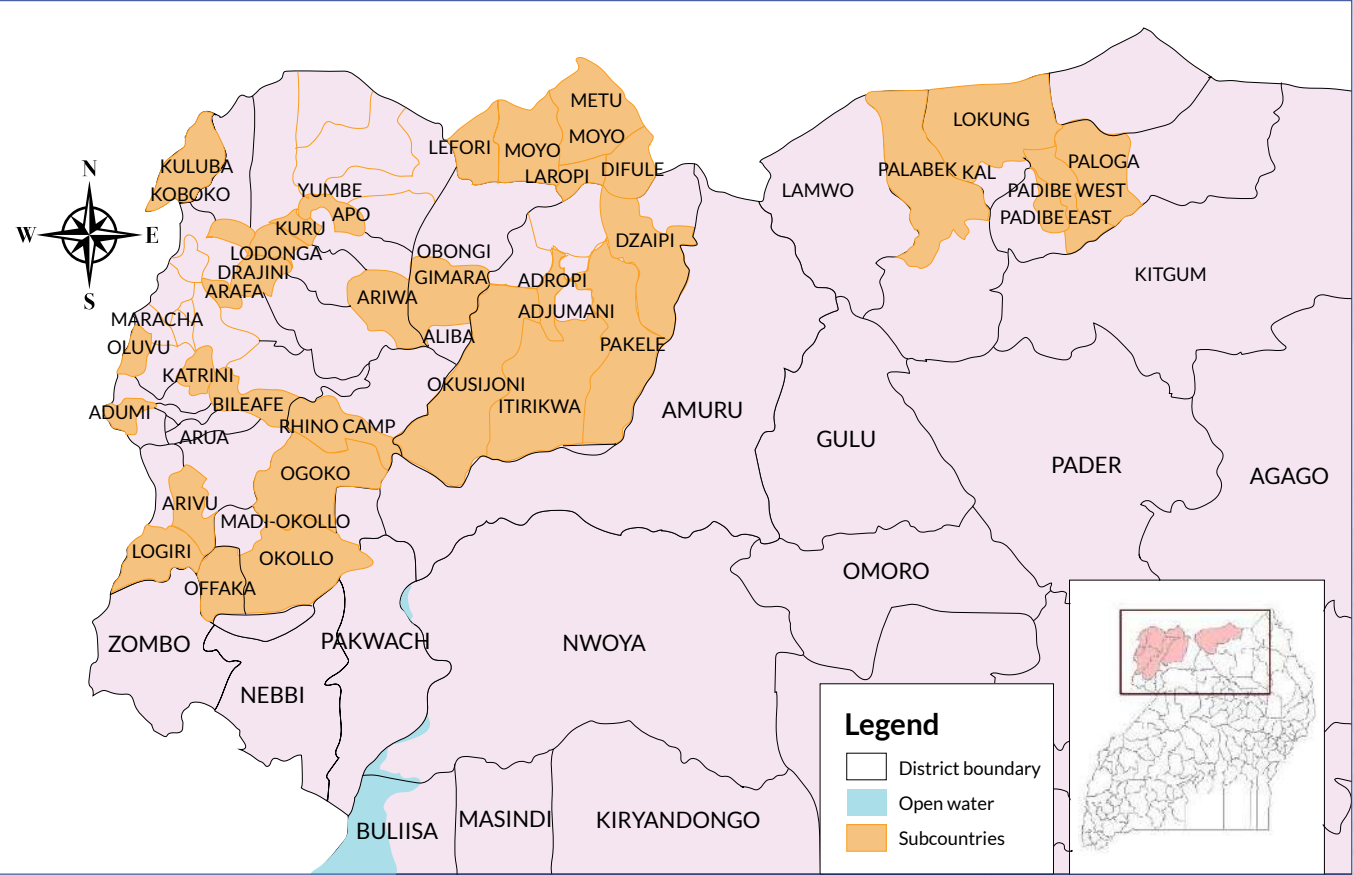 METU
LOKUNG
MOYO
LEFORI
MOYO
PALOGA
KULUBA
LAROPI
DIFULE
PALABEK
KAL
N
KOBOKO
YUMBE
LAMWO
PADIBE WEST
APO
PADIBE EAST
KURU
W
E
DZAIPI
LODONGA
OBONGI
DRAJINI
GIMARA
ADROPI
KITGUM
ARAFA
ARIWA
S
ADJUMANI
MARACHA
ALIBA
OLUVU
PAKELE
KATRINI
OKUSIJONI
ADUMI
BILEAFE
ITIRIKWA
AMURU
RHINO CAMP
ARUA
GULU
PADER
OGOKO
AGAGO
ARIVU
MADI-OKOLLO
LOGIRI
OKOLLO
OMORO
OFFAKA
ZOMBO
PAKWACH
NWOYA
NEBBI
BULIISA
MASINDI
KIRYANDONGO
Legend
District boundary
Open water
Subcountries